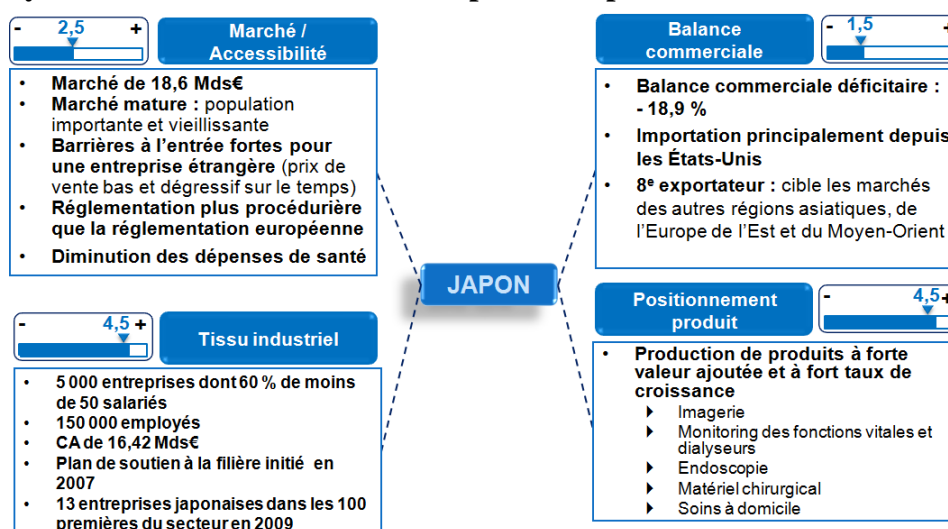 - 2,5 +
Marché /
Accessibilité
• Marché de 18,6 Mds€
• Marché mature : population
importante et vieillissante
• Barrières à l'entrée fortes pour
une entreprise étrangère (prix de
vente bas et dégressif sur le temps)
• Réglementation plus procédurière
que la réglementation européenne
• Diminution des dépenses de santé
Balance
commerciale
- 1,5 +
• Balance commerciale déficitaire :
- 18,9 %
• Importation principalement depuis
les États-Unis
• 8e exportateur : cible les marchés
des autres régions asiatiques, de
l'Europe de l'Est et du Moyen-Orient
JAPON
- 4,5 +
Tissu industriel
• 5 000 entreprises dont 60 % de moins
de 50 salariés
• 150 000 employés
• CA de 16,42 Mds€
• Plan de soutien à la filière initié en
2007
• 13 entreprises japonaises dans les 100
premières du secteur en 2009
Positionnement
produit
- 4,5 +
• Production de produits à forte
valeur ajoutée et à fort taux de
croissance
Imagerie
Monitoring des fonctions vitales et
dialyseurs
Endoscopie
Matériel chirurgical
Soins à domicile